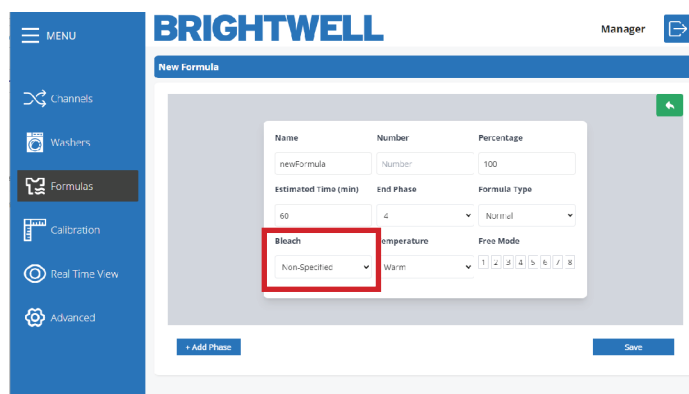 MENU
BRIGHTWELL
Manager
New Formula
Channels
Washers
Formulas
Calibration
Real Time View
Advanced
Name Number Percentage
newFormula Number 100
Estimated Time (min) End Phase Formula Type
60 4 Normal
Bleach Temperature Free Mode
Non-Specified Warm 1 2 3 4 5 6 7 8
+ Add Phase Save